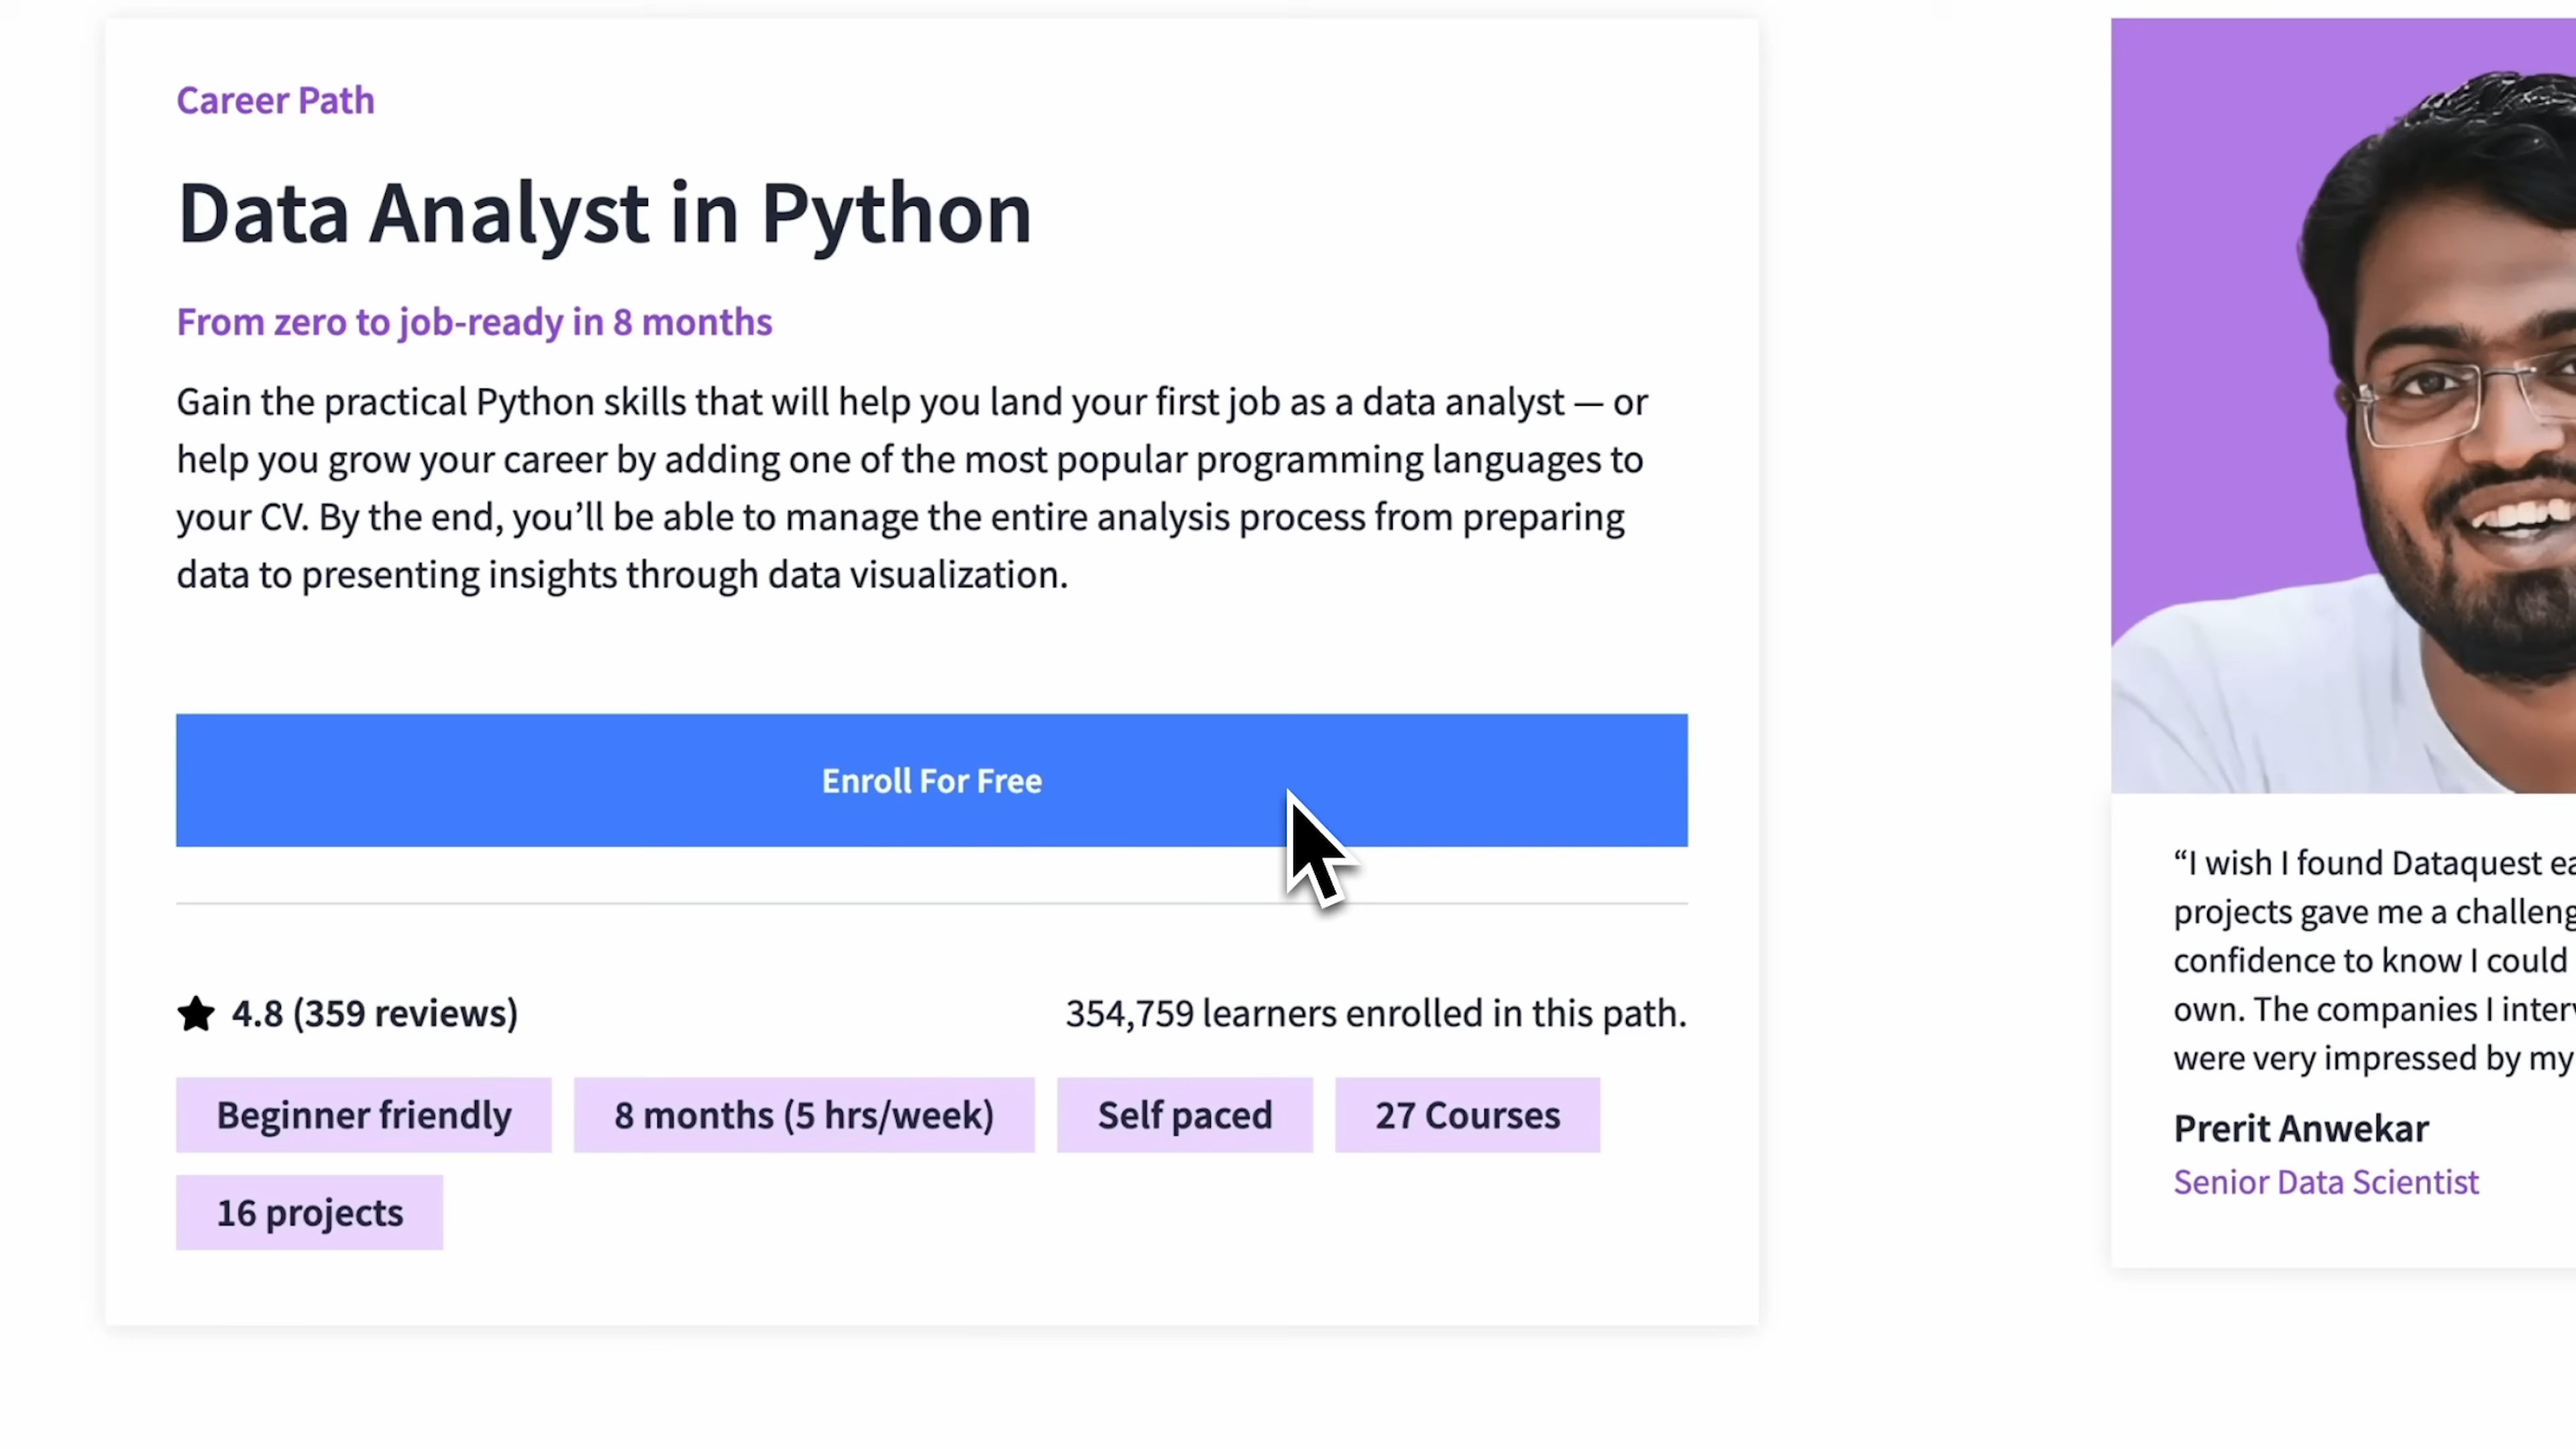 Career Path
Data Analyst in Python
From zero to job-ready in 8 months
Gain the practical Python skills that will help you land your first job as a data analyst — or
help you grow your career by adding one of the most popular programming languages to
your CV. By the end, you’ll be able to manage the entire analysis process from preparing
data to presenting insights through data visualization.
Enroll For Free
4.8 (359 reviews)
354,759 learners enrolled in this path.
Beginner friendly
8 months (5 hrs/week)
Self paced
27 Courses
16 projects
“I wish I found Dataquest
projects gave me a
confidence to know I could
own. The companies I
were very impressed by my
Prerit Anwekar
Senior Data Scientist